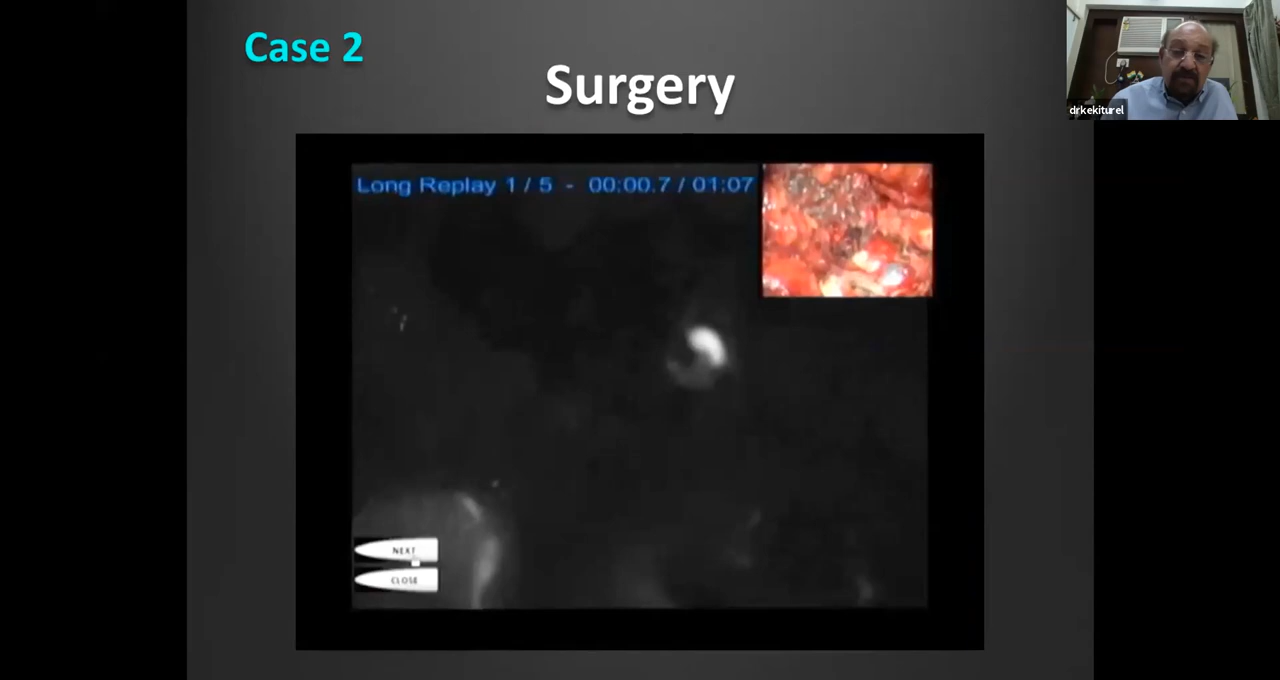 Case 2
Surgery
drkekiturel
Long Replay 1 / 5 - 00:00.7 / 01:07
NEXT
CLOSE